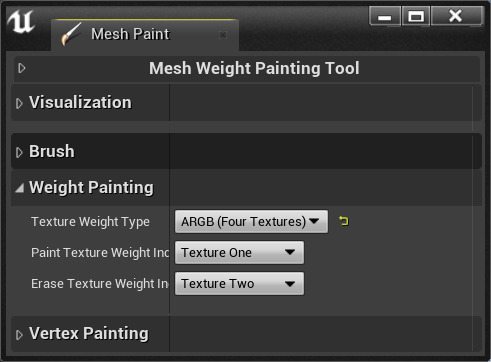 Mesh Paint
Mesh Weight Painting Tool
Visualization
Brush
Weight Painting
Texture Weight Type ARGB (Four Textures)
Paint Texture Weight Inc Texture One
Erase Texture Weight In Texture Two
Vertex Painting